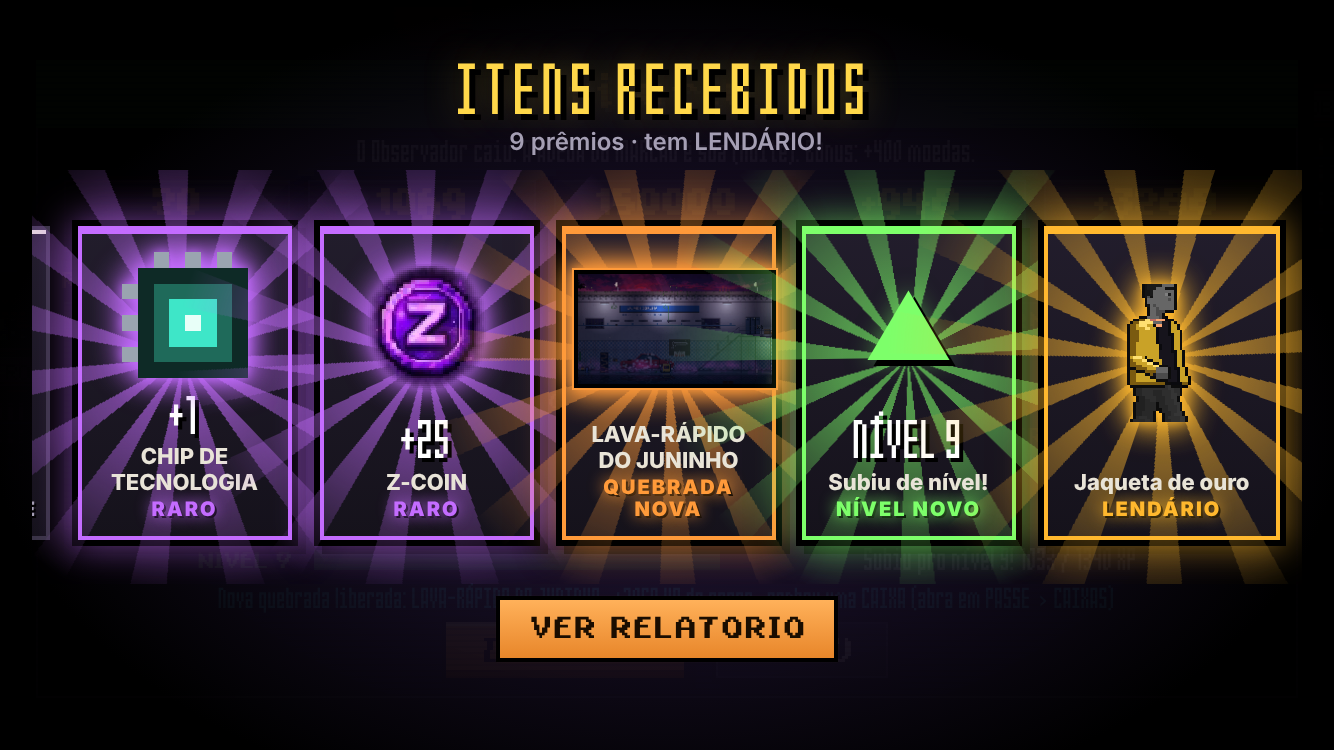 ITENS RECEBIDOS
9 prêmios · tem LENDÁRIO!
+1
CHIP DE
TECNOLOGIA
RARO
Z
+25
Z-COIN
RARO
LAVA-RÁPIDO
DO JUNINHO
QUEBRADA
NOVA
NÍVEL 9
Subiu de nível!
NÍVEL NOVO
Jaqueta de ouro
LENDÁRIO
VER RELATORIO